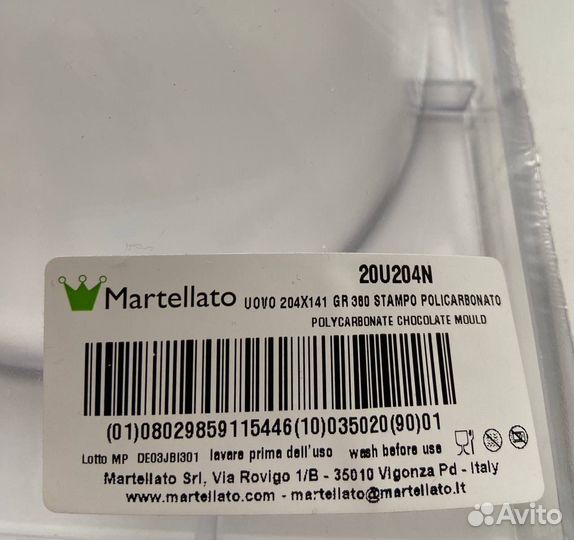 20U204N
Martellato
UOVO 204X141 GR 360 STAMPO POLICARBONATO
POLYCARBONATE CHOCOLATE MOULD
(01)08029859115446(10)035020(90)01
Lotto MP DE03JBI301 lavare prima dell'uso wash before use
Martellato Srl, Via Rovigo 1/B - 35010 Vigonza Pd - Italy
www.martellato.com - martellato@martellato.it
Avito